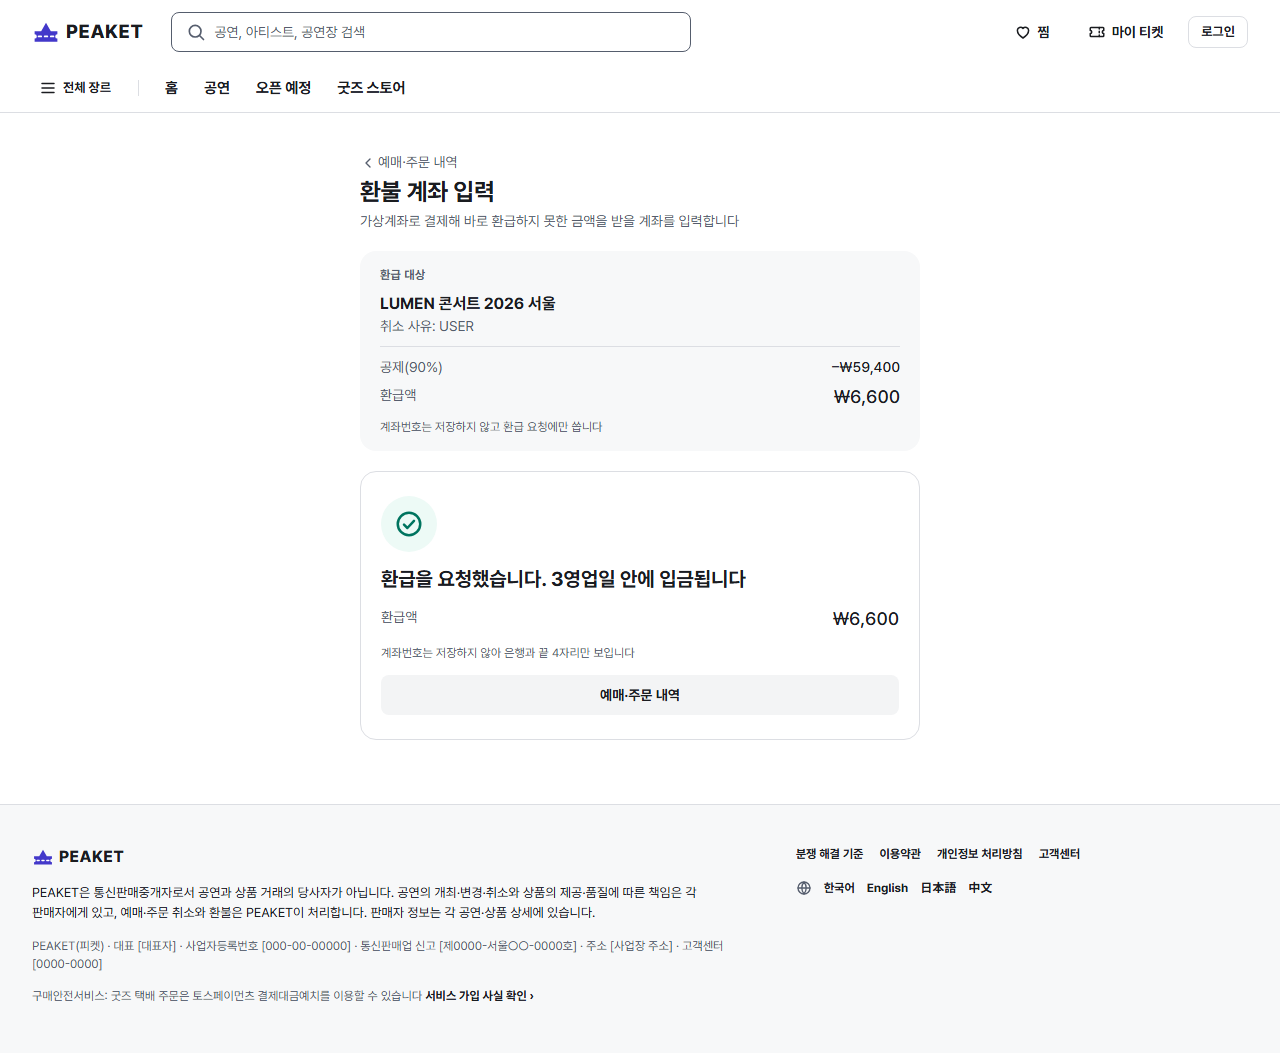 PEAKET
공연, 아티스트, 공연장 검색
찜
마이 티켓
로그인
전체 장르
홈
공연
오픈 예정
굿즈 스토어
예매·주문 내역
환불 계좌 입력
가상계좌로 결제해 바로 환급하지 못한 금액을 받을 계좌를 입력합니다
환급 대상
LUMEN 콘서트 2026 서울
취소 사유: USER
공제(90%) −₩59,400
환급액 ₩6,600
계좌번호는 저장하지 않고 환급 요청에만 씁니다
환급을 요청했습니다. 3영업일 안에 입금됩니다
환급액 ₩6,600
계좌번호는 저장하지 않아 은행과 끝 4자리만 보입니다
예매·주문 내역
PEAKET
PEAKET은 통신판매중개자로서 공연과 상품 거래의 당사자가 아닙니다. 공연의 개최·변경·취소와 상품의 제공·품질에 따른 책임은 각
판매자에게 있고, 예매·주문 취소와 환불은 PEAKET이 처리합니다. 판매자 정보는 각 공연·상품 상세에 있습니다.
PEAKET(피켓) · 대표 [대표자] · 사업자등록번호 [000-00-00000] · 통신판매업 신고 [제0000-서울○○-0000호] · 주소 [사업장 주소] · 고객센터
[0000-0000]
구매안전서비스: 굿즈 택배 주문은 토스페이먼츠 결제대금예치를 이용할 수 있습니다 서비스 가입 사실 확인 ›
분쟁 해결 기준 이용약관 개인정보 처리방침 고객센터
한국어 English 日本語 中文